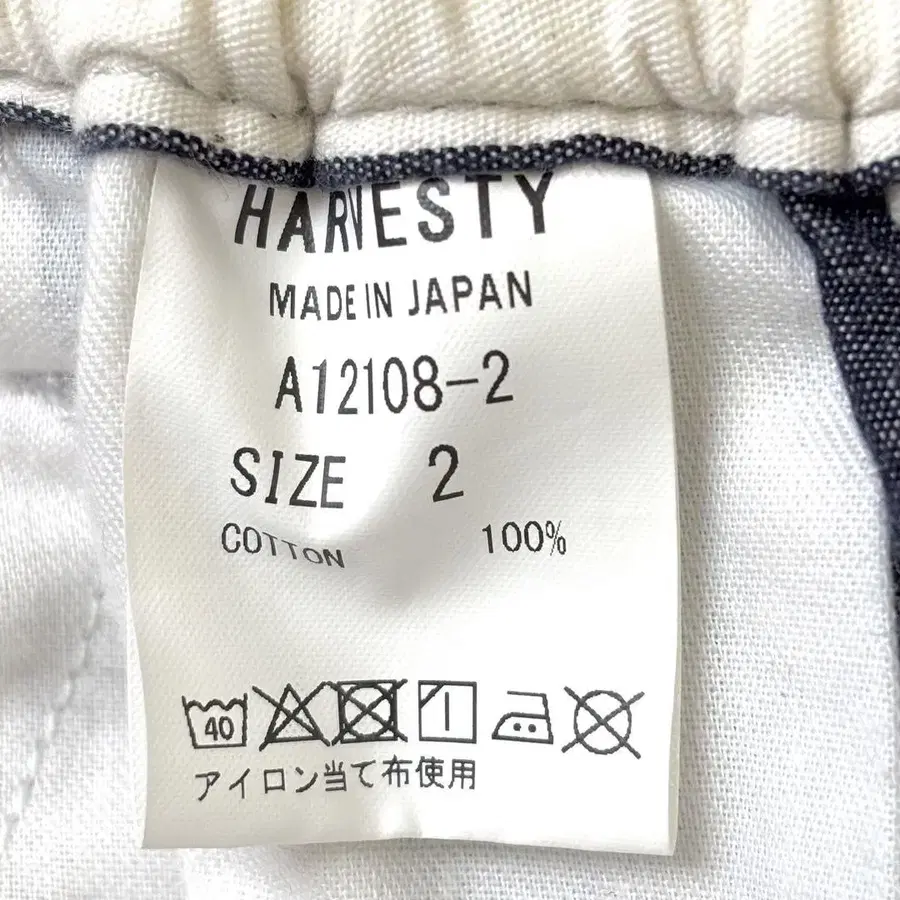 HARVESTY
MADE IN JAPAN
A12108-2
SIZE 2
COTTON 100%
40
アイロン当て布使用